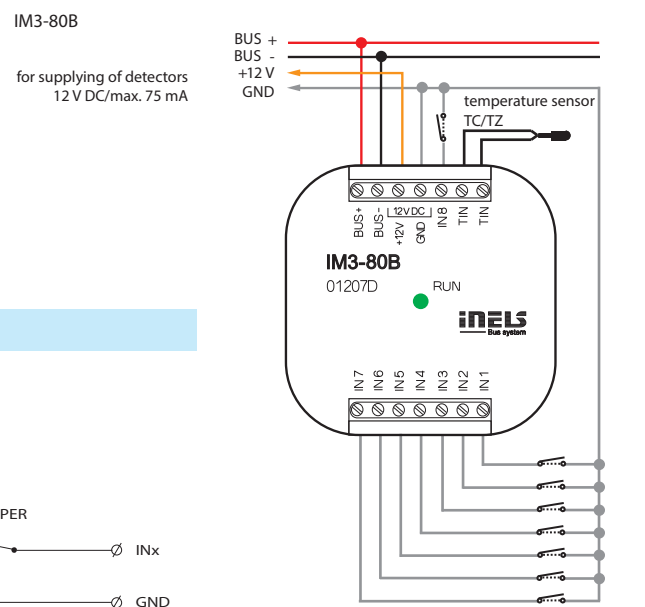 IM3-80B
for supplying of detectors
12 V DC/max. 75 mA
BUS +
BUS -
+12 V
GND
temperature sensor
TC/TZ
BUS+
BUS-
12V DC
+12V
GND
IN8
TIN
TIN
IM3-80B
01207D
RUN
iNELS
Bus system
IN7
IN6
IN5
IN4
IN3
IN2
IN1
PER
INx
GND